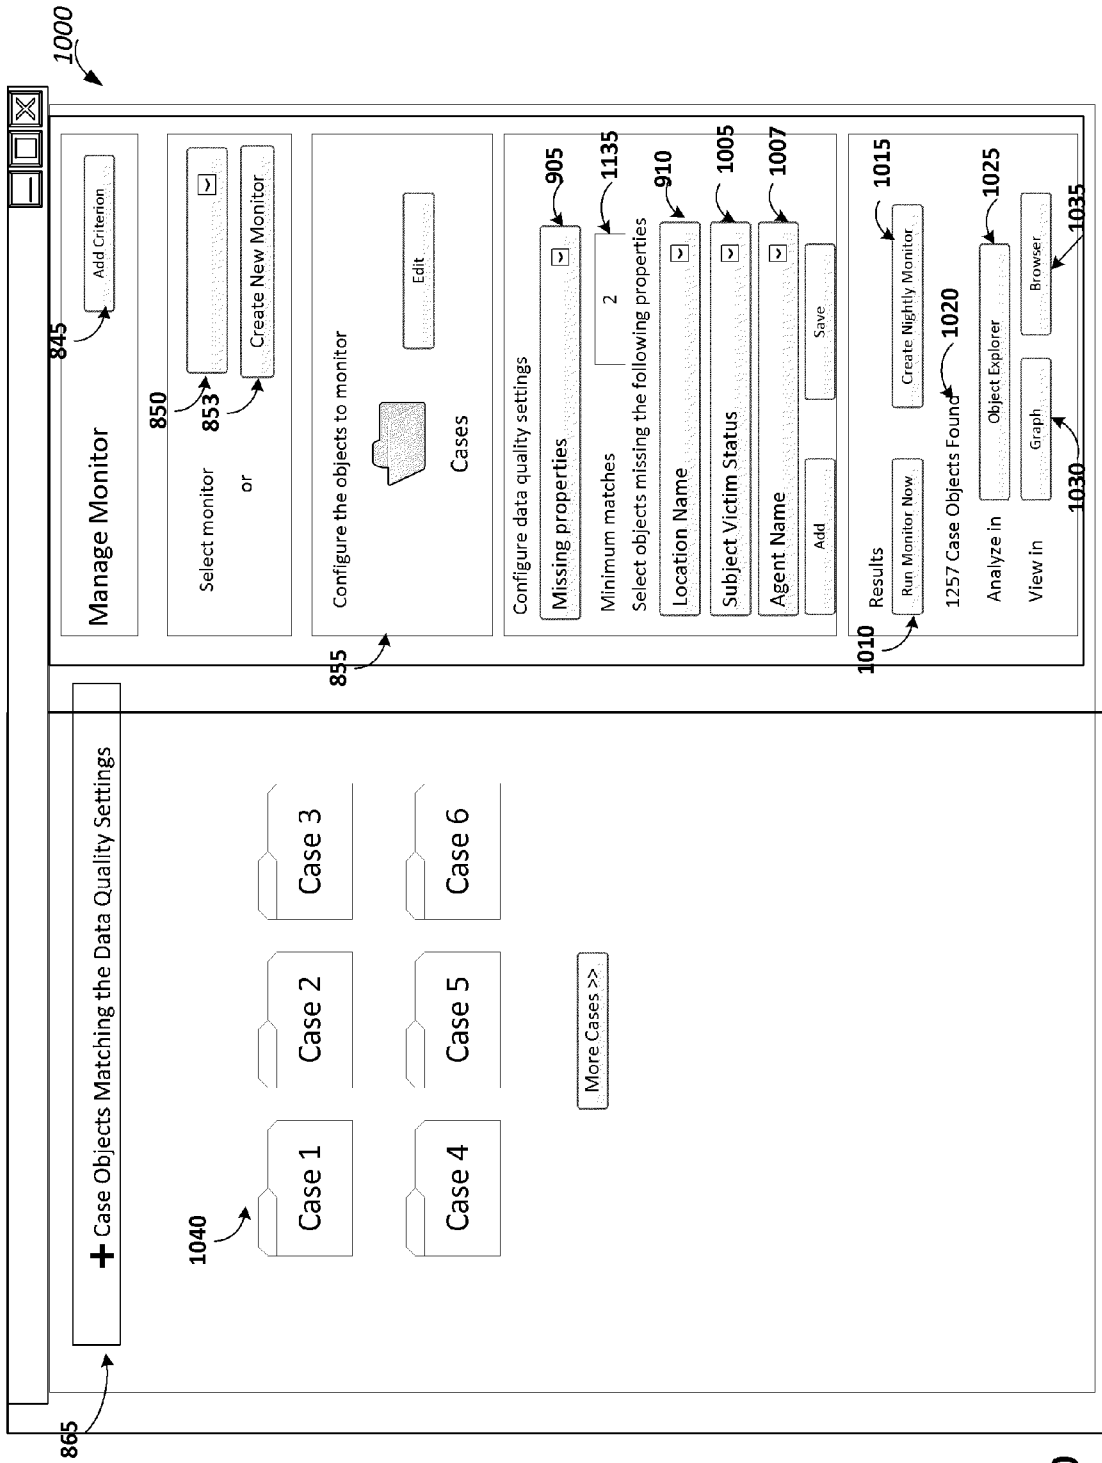 1000
Manage Monitor
Add Criterion
845
Select monitor
850
or
853
Create New Monitor
Configure the objects to monitor
855
Cases
Edit
Configure data quality settings
Missing properties
905
Minimum matches
2
1135
Select objects missing the following properties
Location Name
910
Subject Victim Status
1005
Agent Name
1007
Add
Save
Results
Run Monitor Now
1010
Create Nightly Monitor
1015
1257 Case Objects Found
1020
Analyze in
Object Explorer
1025
View in
Graph
1030
Browser
1035
865
+ Case Objects Matching the Data Quality Settings
1040
Case 1
Case 2
Case 3
Case 4
Case 5
Case 6
More Cases >>